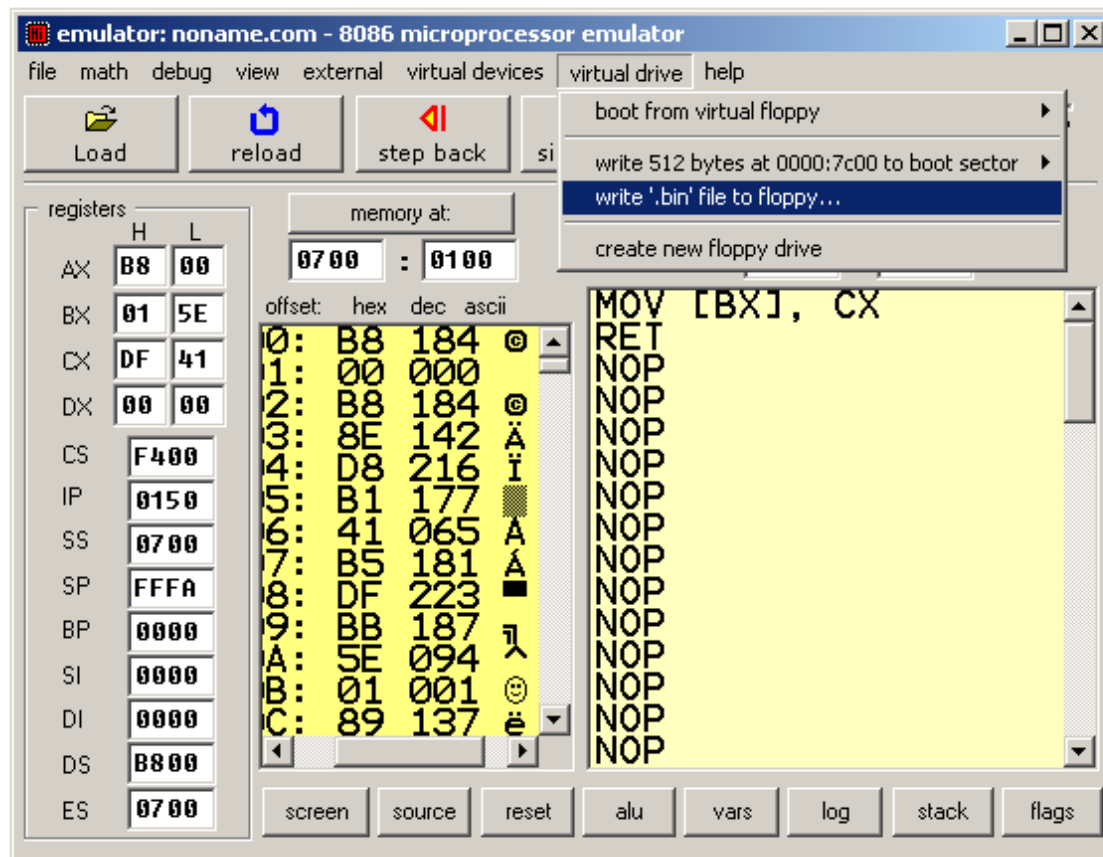 emulator: noname.com - 8086 microprocessor emulator
file math debug view external virtual devices virtual drive help
Load reload step back si
boot from virtual floppy
write 512 bytes at 0000:7c00 to boot sector
write '.bin' file to floppy...
create new floppy drive
registers
H L
AX B8 00
BX 01 5E
CX DF 41
DX 00 00
CS F400
IP 0150
SS 0700
SP FFFA
BP 0000
SI 0000
DI 0000
DS B800
ES 0700
memory at:
0700 : 0100
offset: hex dec ascii
0: B8 184 ©
1: 00 000
2: B8 184 ©
3: 8E 142 Ä
4: D8 216 Ï
5: B1 177 ▒
6: 41 065 A
7: B5 181 Á
8: DF 223 ▀
9: BB 187 ╗
A: 5E 094 ^
B: 01 001 ☺
C: 89 137 ë
MOV [BX], CX
RET
NOP
NOP
NOP
NOP
NOP
NOP
NOP
NOP
NOP
NOP
NOP
NOP
NOP
screen source reset alu vars log stack flags